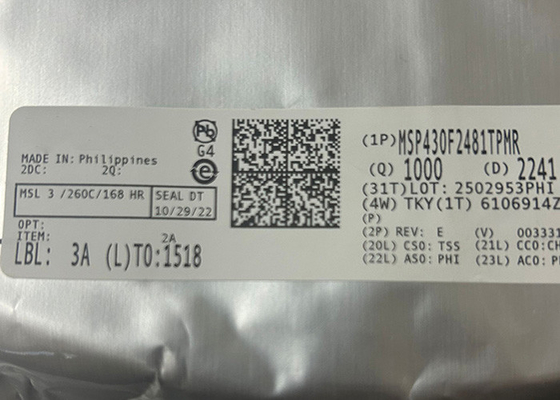 Pb
G4
e
MADE IN: Philippines
2DC: 2Q:
MSL 3 /260C/168 HR
SEAL DT
10/29/22
OPT:
ITEM:
2A
LBL: 3A (L)TO:1518
(1P)MSP430F2481TPMR
(Q) 1000 (D) 2241
(31T)LOT: 2502953PHI
(4W) TKY(1T) 6106914Z
(P)
(2P) REV: E (V) 003331
(20L) CSO: TSS (21L) CCO:CH
(22L) ASO: PHI (23L) ACO: P